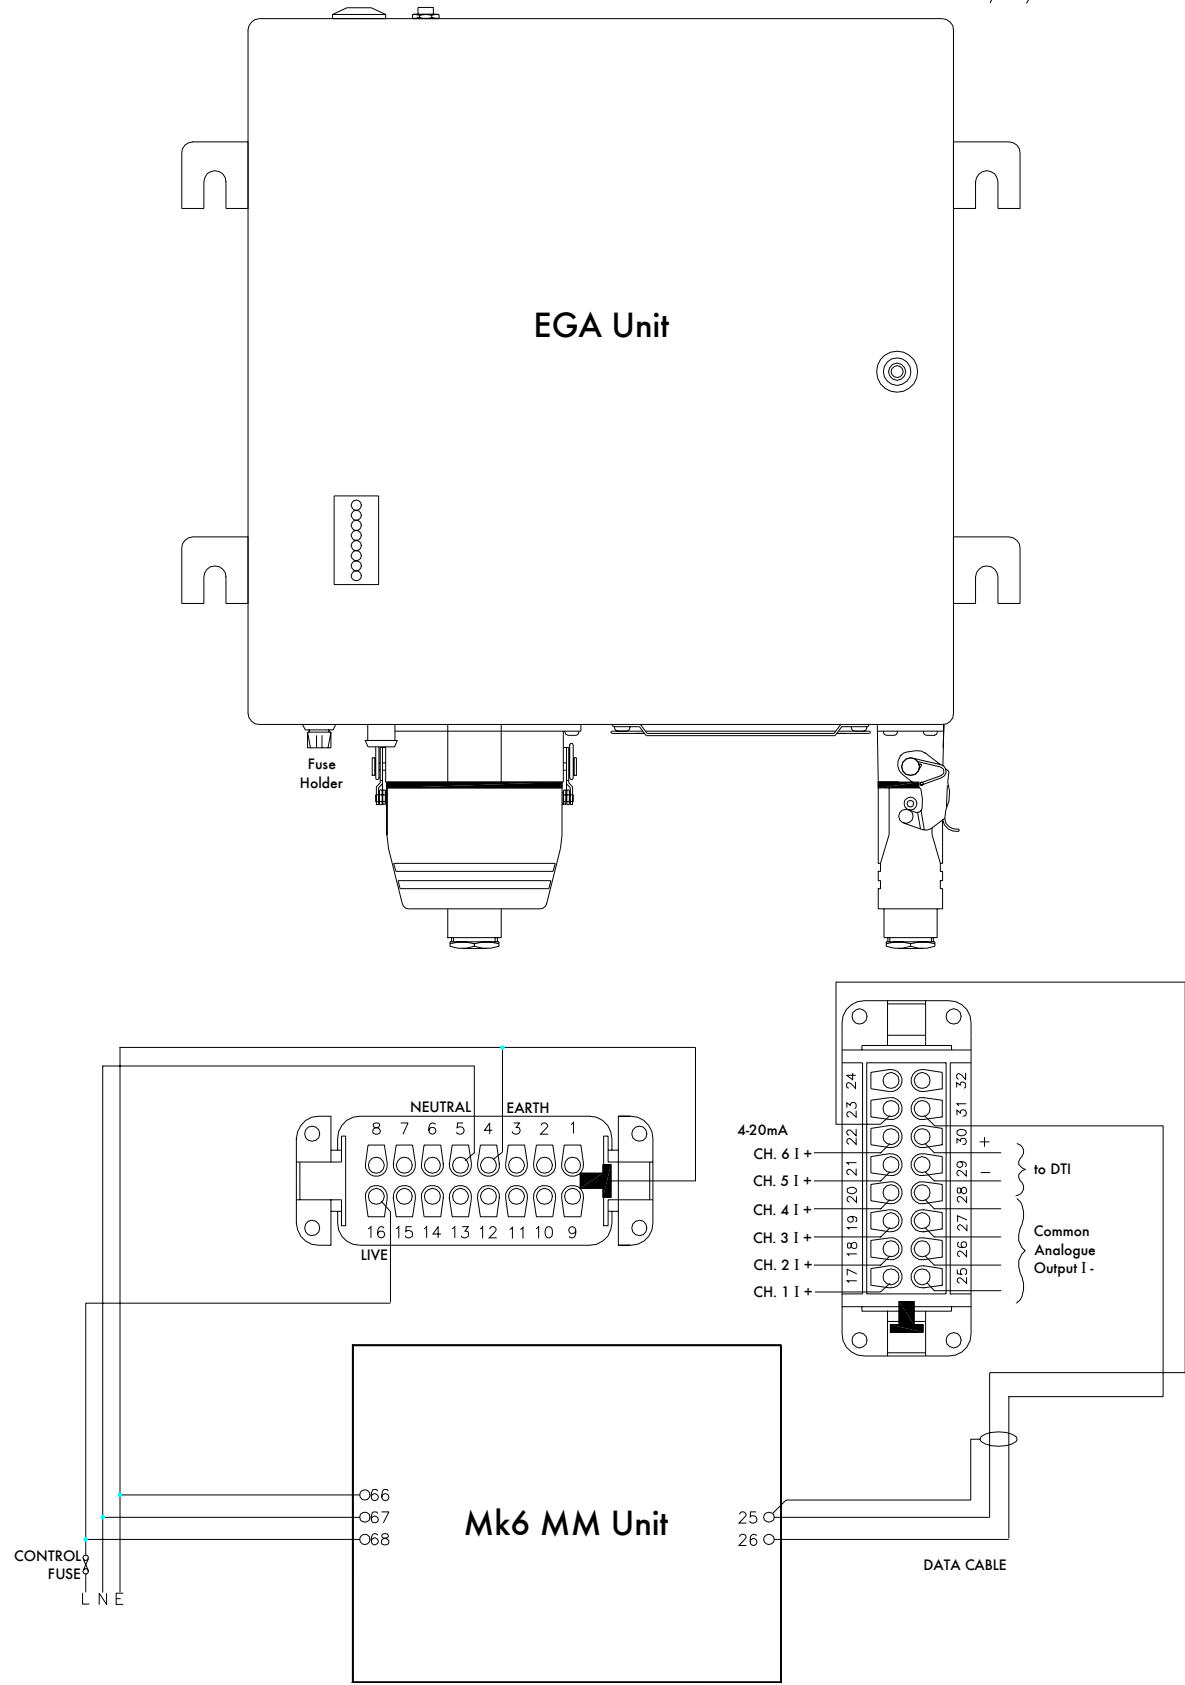 EGA Unit
Fuse
Holder
NEUTRAL
EARTH
8 7 6 5 4 3 2 1
16 15 14 13 12 11 10 9
LIVE
4-20mA
CH. 6 I +
CH. 5 I +
CH. 4 I +
CH. 3 I +
CH. 2 I +
CH. 1 I +
24
23
22
21
20
19
18
17
32
31
30
29
28
27
26
25
+
−
to DTI
Common
Analogue
Output I -
66
67
68
Mk6 MM Unit
25
26
CONTROL
FUSE
L N E
DATA CABLE